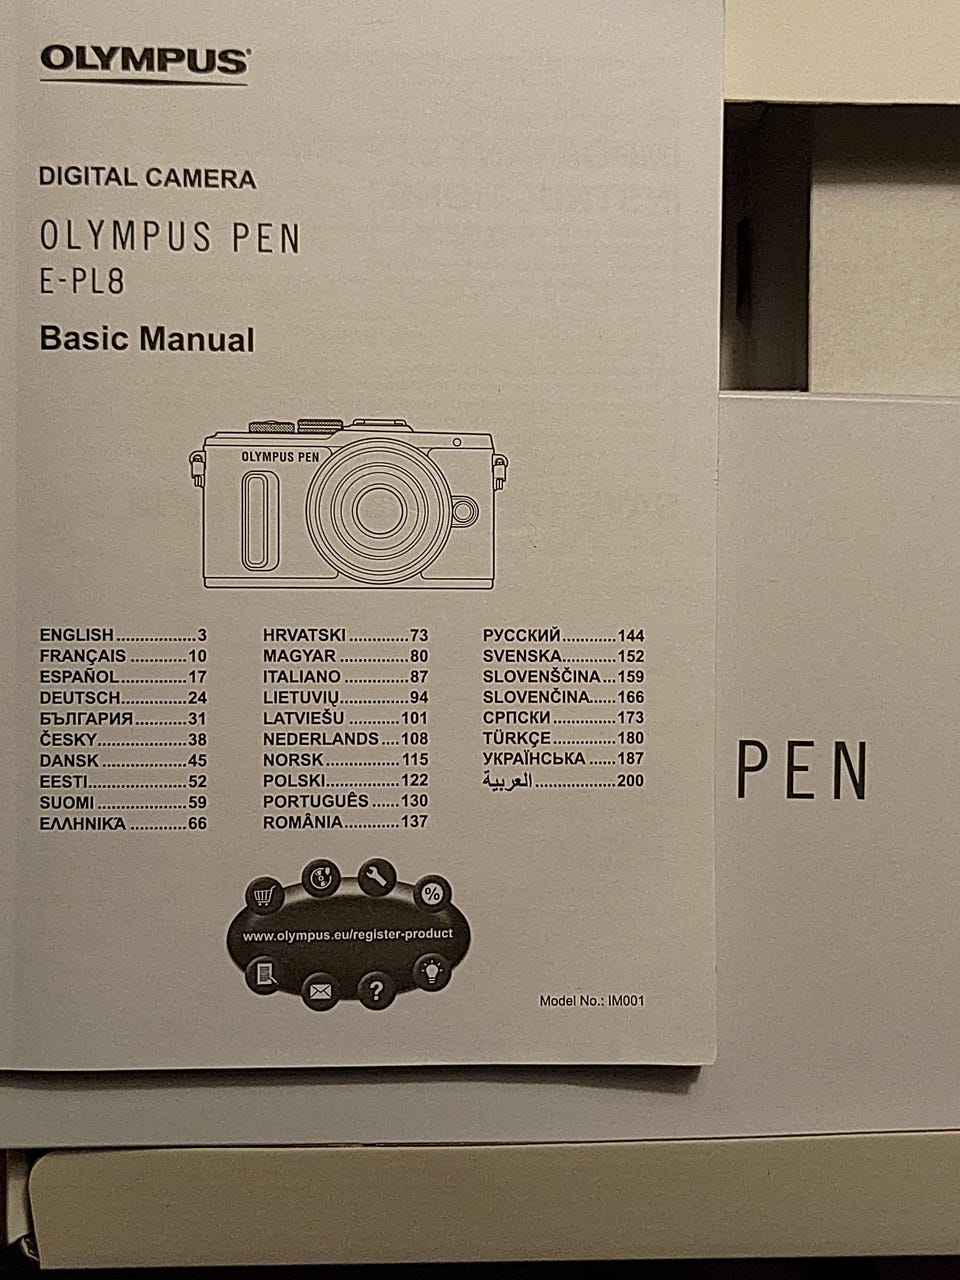 OLYMPUS®
DIGITAL CAMERA
OLYMPUS PEN
E-PL8
Basic Manual
OLYMPUS PEN
ENGLISH.................3
FRANÇAIS ............10
ESPAÑOL...............17
DEUTSCH..............24
БЪЛГАРИЯ...........31
ČESKY...................38
DANSK...................45
EESTI.....................52
SUOMI ...................59
ΕΛΛΗΝΙΚΆ ............66
HRVATSKI .............73
MAGYAR ...............80
ITALIANO ..............87
LIETUVIŲ...............94
LATVIEŠU ...........101
NEDERLANDS ....108
NORSK................115
POLSKI................122
PORTUGUÊS ......130
ROMÂNIA............137
РУССКИЙ............144
SVENSKA............152
SLOVENŠČINA...159
SLOVENČINA......166
СРПСКИ.............173
TÜRKÇE..............180
УКРАЇНСЬКА ......187
العربية.................200
PEN
%
www.olympus.eu/register-product
?
Model No.: IM001